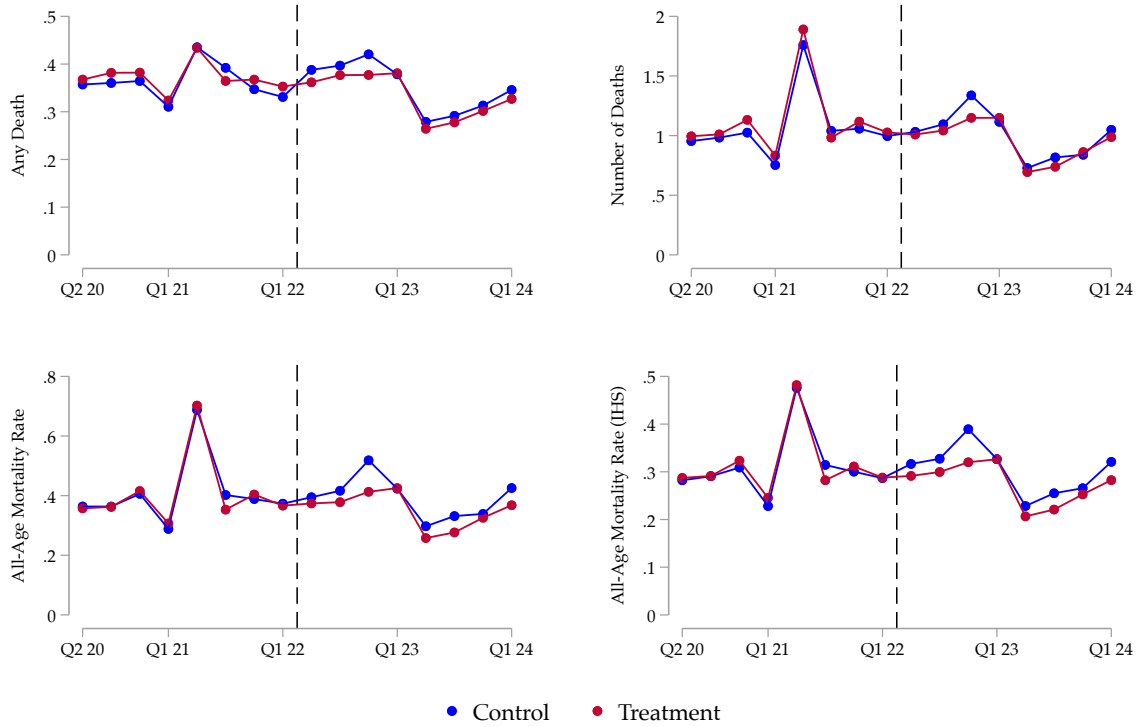 Any Death
.5
.4
.3
.2
.1
0
Q2 20
Q1 21
Q1 22
Q1 23
Q1 24
Number of Deaths
2
1.5
1
.5
0
Q2 20
Q1 21
Q1 22
Q1 23
Q1 24
All-Age Mortality Rate
.8
.6
.4
.2
0
Q2 20
Q1 21
Q1 22
Q1 23
Q1 24
All-Age Mortality Rate (IHS)
.5
.4
.3
.2
.1
0
Q2 20
Q1 21
Q1 22
Q1 23
Q1 24
Control
Treatment